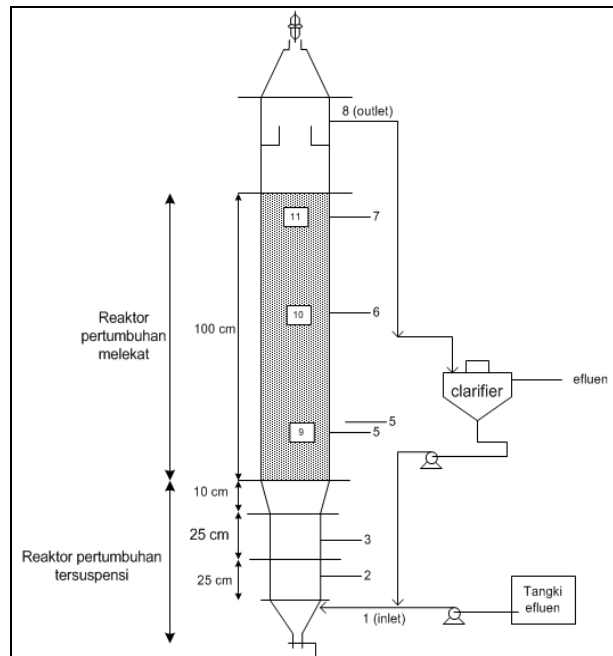 8 (outlet)
11
7
Reaktor
pertumbuhan
melekat
100 cm
10
6
clarifier
efluen
5
9
5
10 cm
25 cm
3
Reaktor pertumbuhan
tersuspensi
25 cm
2
Tangki
efluen
1 (inlet)